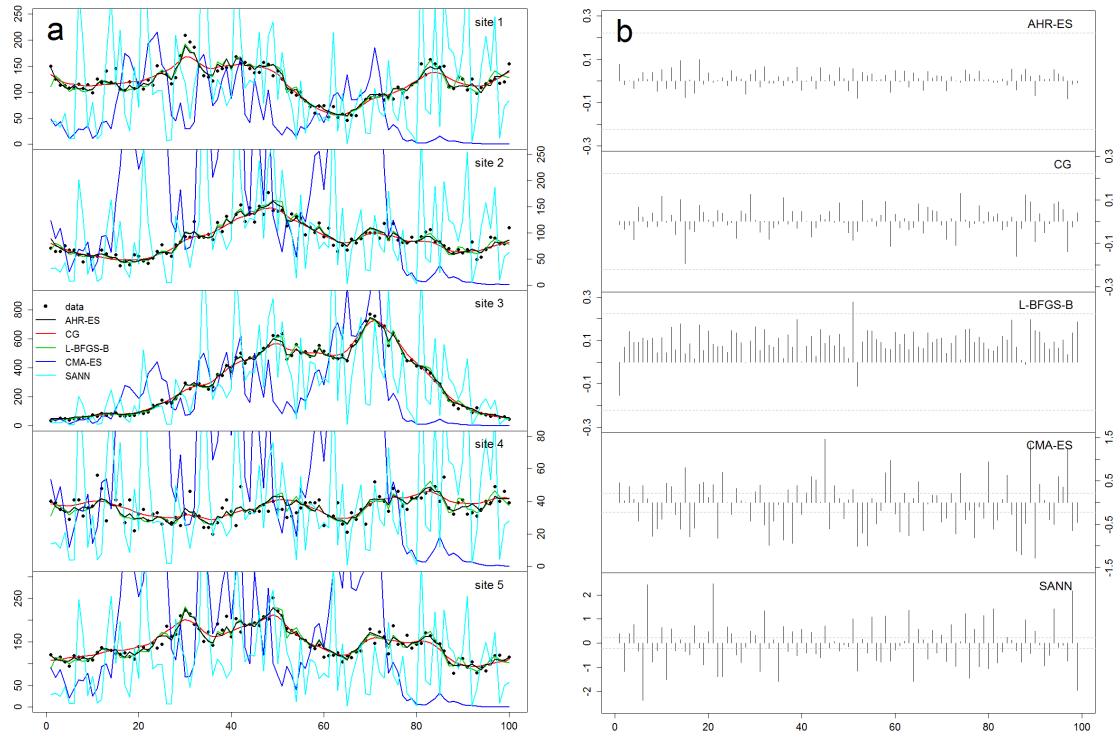 a
site 1
0 50 100 150 200 250
site 2
0 50 100 150 200 250
site 3
0 200 400 600 800
data
AHR-ES
CG
L-BFGS-B
CMA-ES
SANN
site 4
0 20 40 60 80
site 5
0 50 100 150 250
0 20 40 60 80 100
b
AHR-ES
-0.3 -0.1 0.1 0.3
CG
-0.3 -0.1 0.1 0.3
L-BFGS-B
-0.3 -0.1 0.1 0.3
CMA-ES
-1.5 -0.5 0.5 1.5
SANN
-2 -1 0 1 2
0 20 40 60 80 100